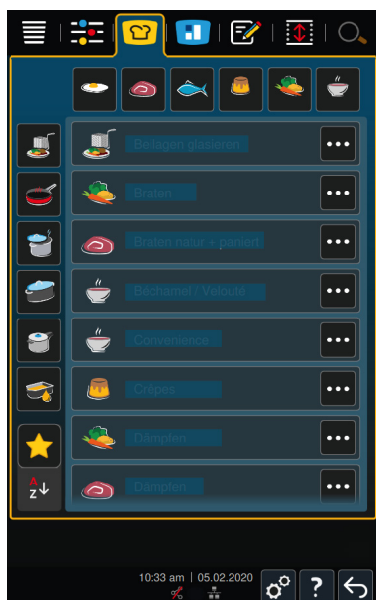 Beilagen glasieren
Braten
Braten natur + paniert
Béchamel / Velouté
Convenience
Crêpes
Dämpfen
Dämpfen
A
Z
10:33 am | 05.02.2020
?